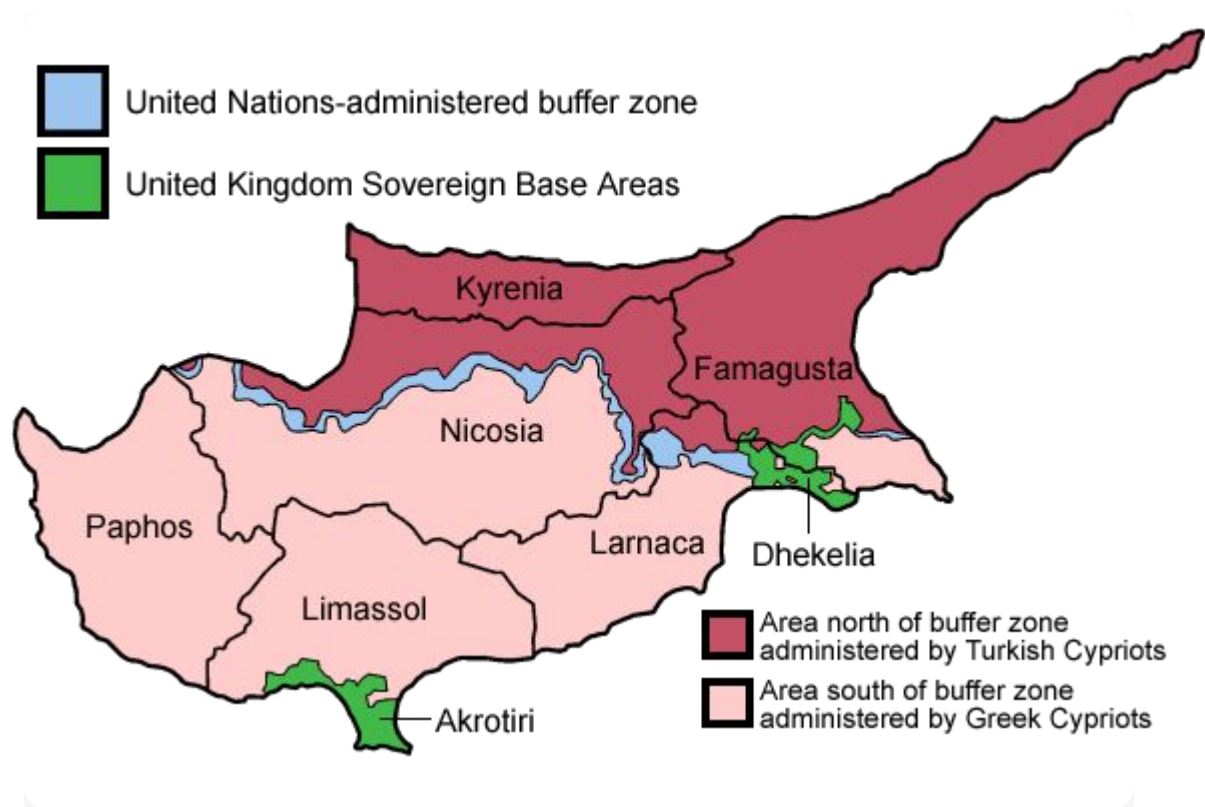 United Nations-administered buffer zone
United Kingdom Sovereign Base Areas
Kyrenia
Famagusta
Nicosia
Paphos
Larnaca
Dhekelia
Limassol
Akrotiri
Area north of buffer zone
administered by Turkish Cypriots
Area south of buffer zone
administered by Greek Cypriots